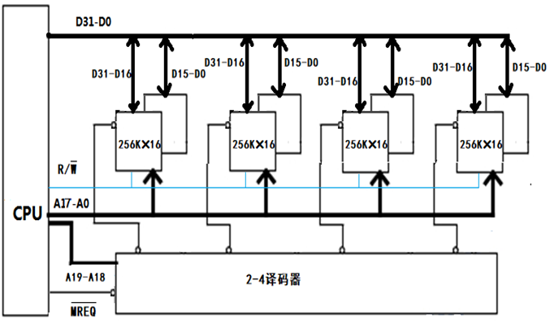 D31-D0
D31-D16 D15-D0 D31-D16 D15-D0 D31-D16 D15-D0 D31-D16 D15-D0
256K×16 256K×16 256K×16 256K×16
R/W̅
CPU
A17-A0
A19-A18
2-4译码器
M̅R̅E̅Q̅